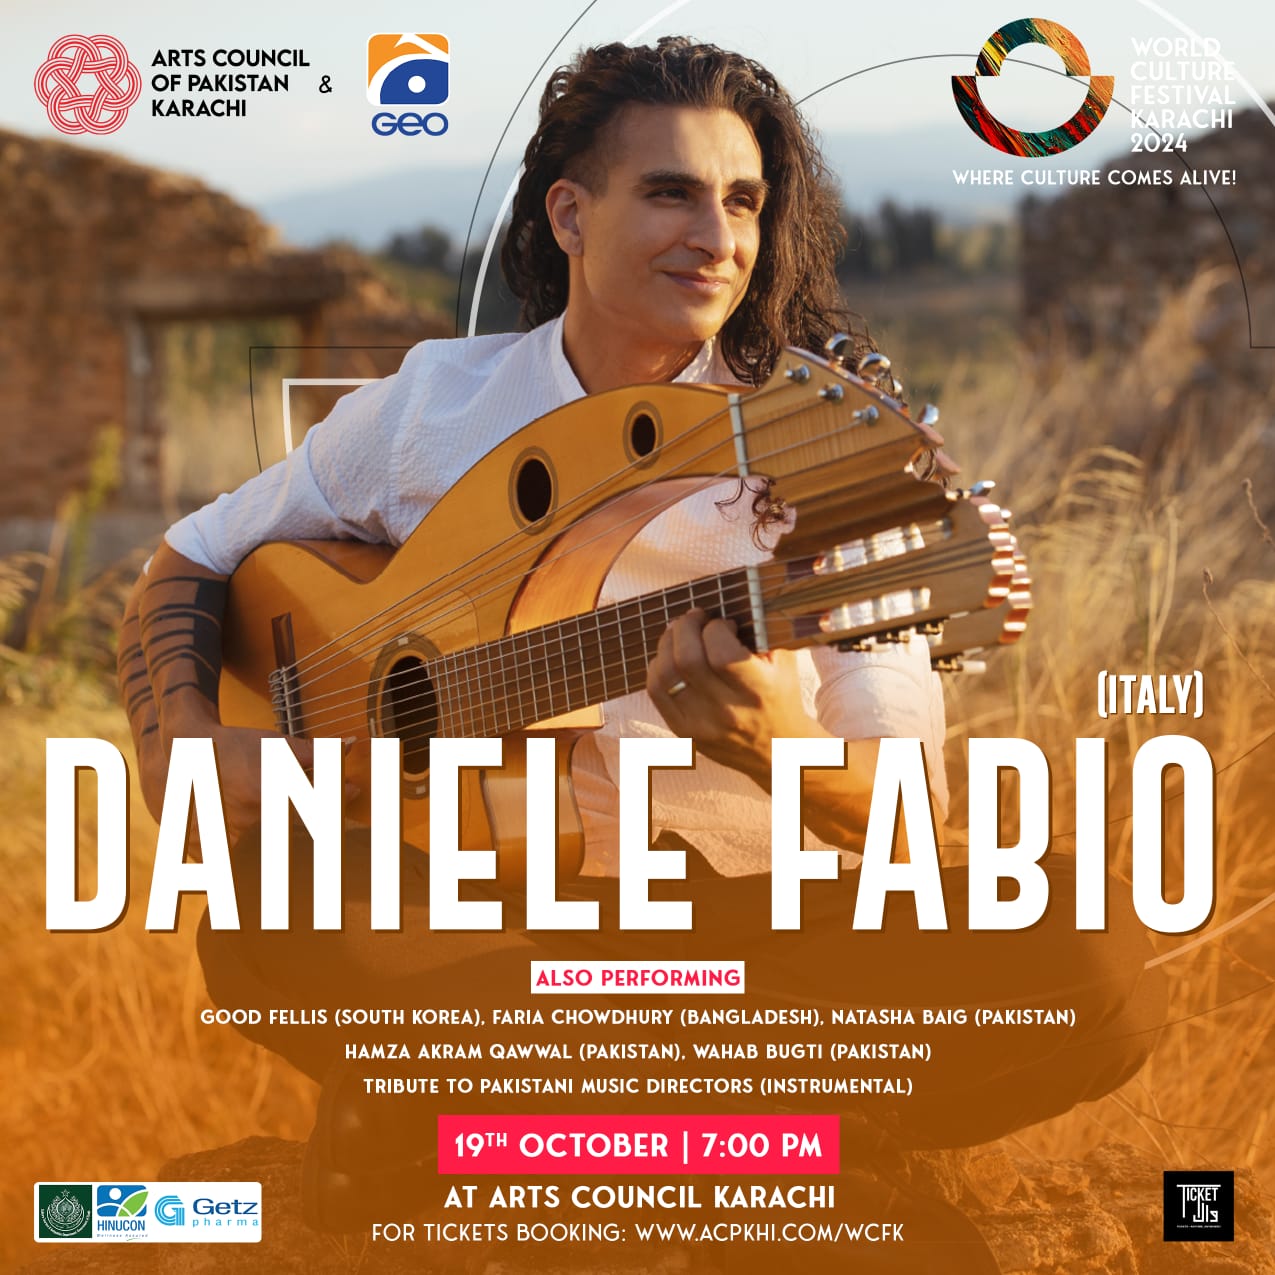 ARTS COUNCIL
OF PAKISTAN
KARACHI
&
GEO
WORLD
CULTURE
FESTIVAL
KARACHI
2024
WHERE CULTURE COMES ALIVE!
(ITALY)
DANIELE FABIO
ALSO PERFORMING
GOOD FELLIS (SOUTH KOREA), FARIA CHOWDHURY (BANGLADESH), NATASHA BAIG (PAKISTAN)
HAMZA AKRAM QAWWAL (PAKISTAN), WAHAB BUGTI (PAKISTAN)
TRIBUTE TO PAKISTANI MUSIC DIRECTORS (INSTRUMENTAL)
19TH OCTOBER | 7:00 PM
AT ARTS COUNCIL KARACHI
FOR TICKETS BOOKING: WWW.ACPKHI.COM/WCFK
HINUCON
Wellness Assured
Getz
pharma
TICKET